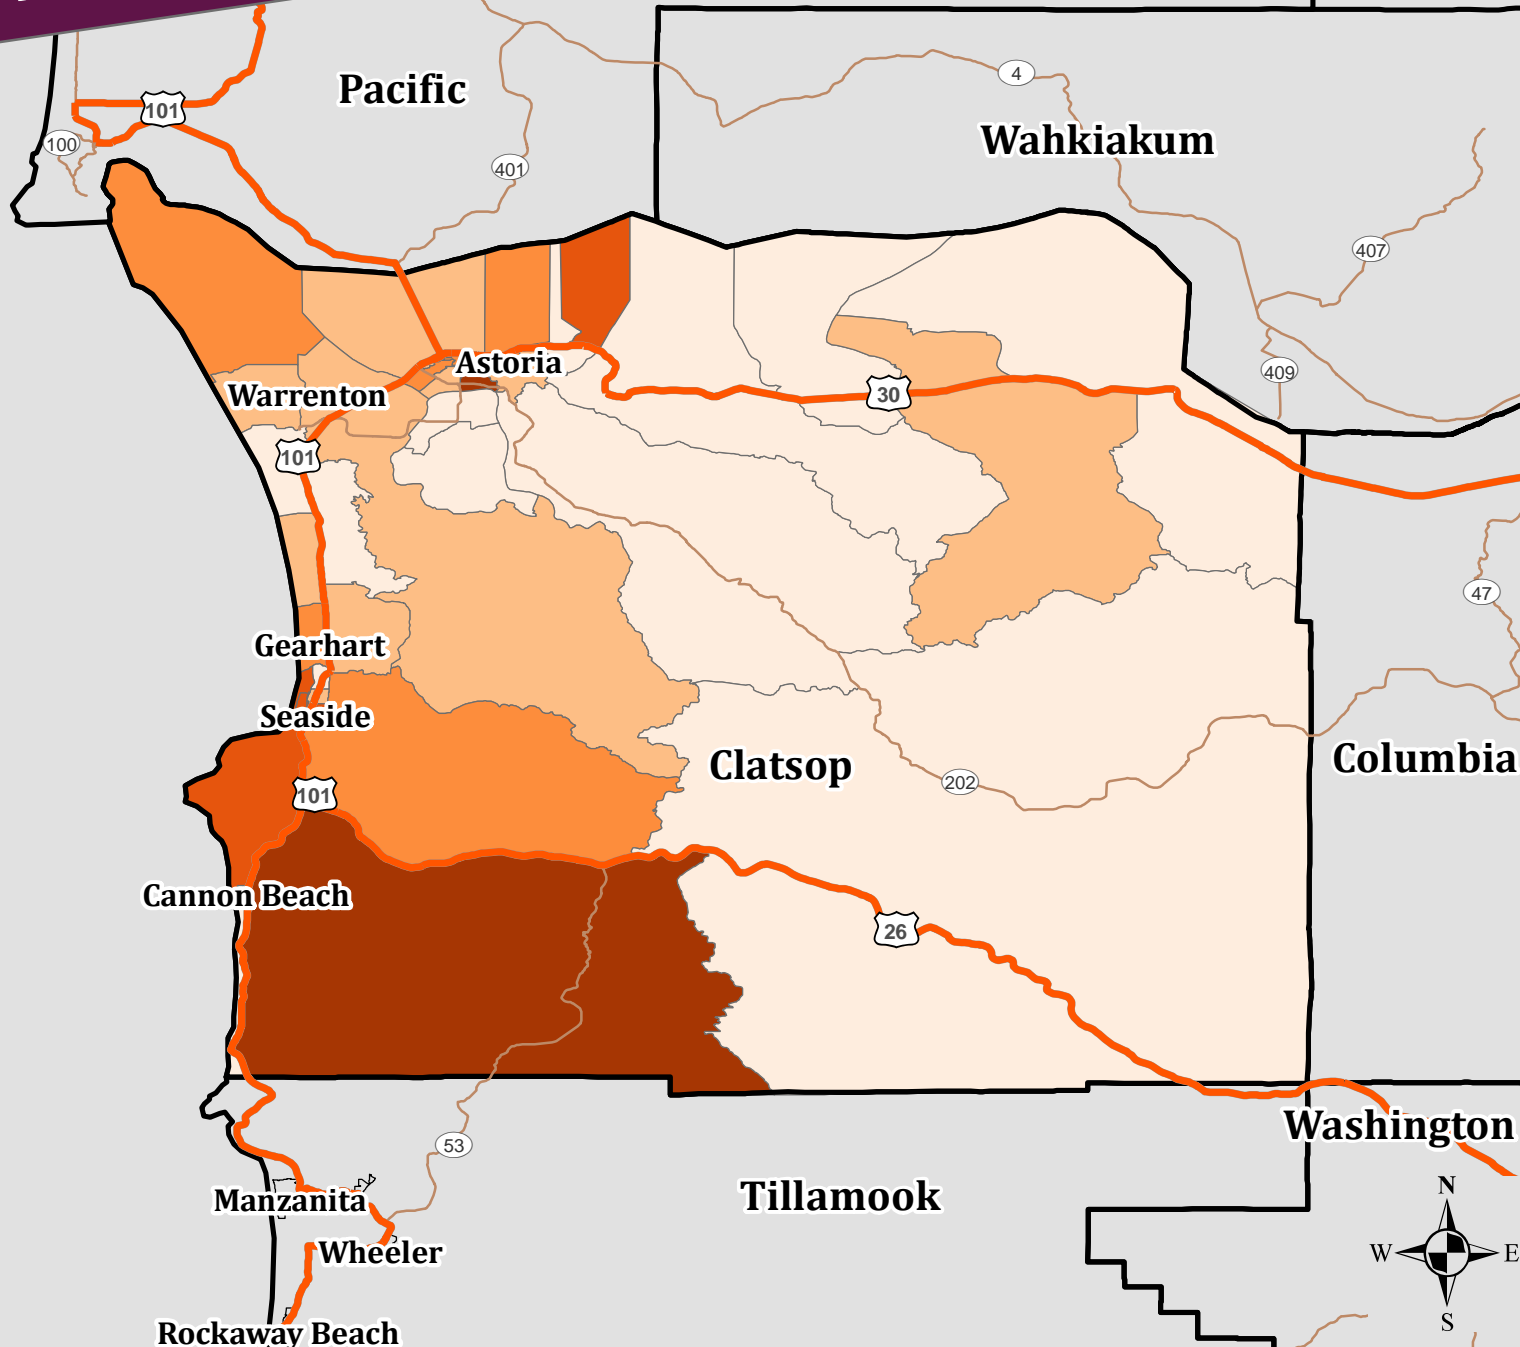 4
Pacific
101
Wahkiakum
100
401
407
Astoria
409
Warrenton
30
101
47
Gearhart
Seaside
Clatsop
Columbia
202
101
Cannon Beach
26
Washington
53
N
Tillamook
Manzanita
W
E
Wheeler
S
Rockaway Beach